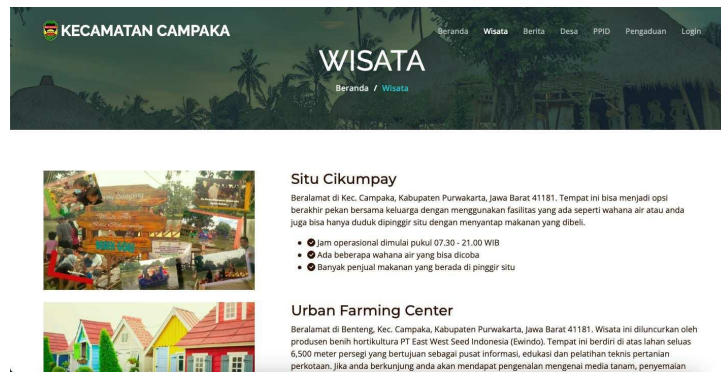 KECAMATAN CAMPAKA
Beranda Wisata Berita Desa PPID Pengaduan Login
WISATA
Beranda / Wisata
Situ Cikumpay
Beralamat di Kec. Campaka, Kabupaten Purwakarta, Jawa Barat 41181. Tempat ini bisa menjadi opsi
berakhir pekan bersama keluarga dengan menggunakan fasilitas yang ada seperti wahana air atau anda
juga bisa hanya duduk dipinggir situ dengan menyantap makanan yang dibeli.
Jam operasional dimulai pukul 07.30 - 21.00 WIB
Ada beberapa wahana air yang bisa dicoba
Banyak penjual makanan yang berada di pinggir situ
Urban Farming Center
Beralamat di Benteng, Kec. Campaka, Kabupaten Purwakarta, Jawa Barat 41181. Wisata ini diluncurkan oleh
produsen benih hortikultura PT East West Seed Indonesia (Ewindo). Tempat ini berdiri di atas lahan seluas
6,500 meter persegi yang bertujuan sebagai pusat informasi, edukasi dan pelatihan teknis pertanian
perkotaan. Jika anda berkunjung anda akan mendapat pengenalan mengenai media tanam, penyemaian